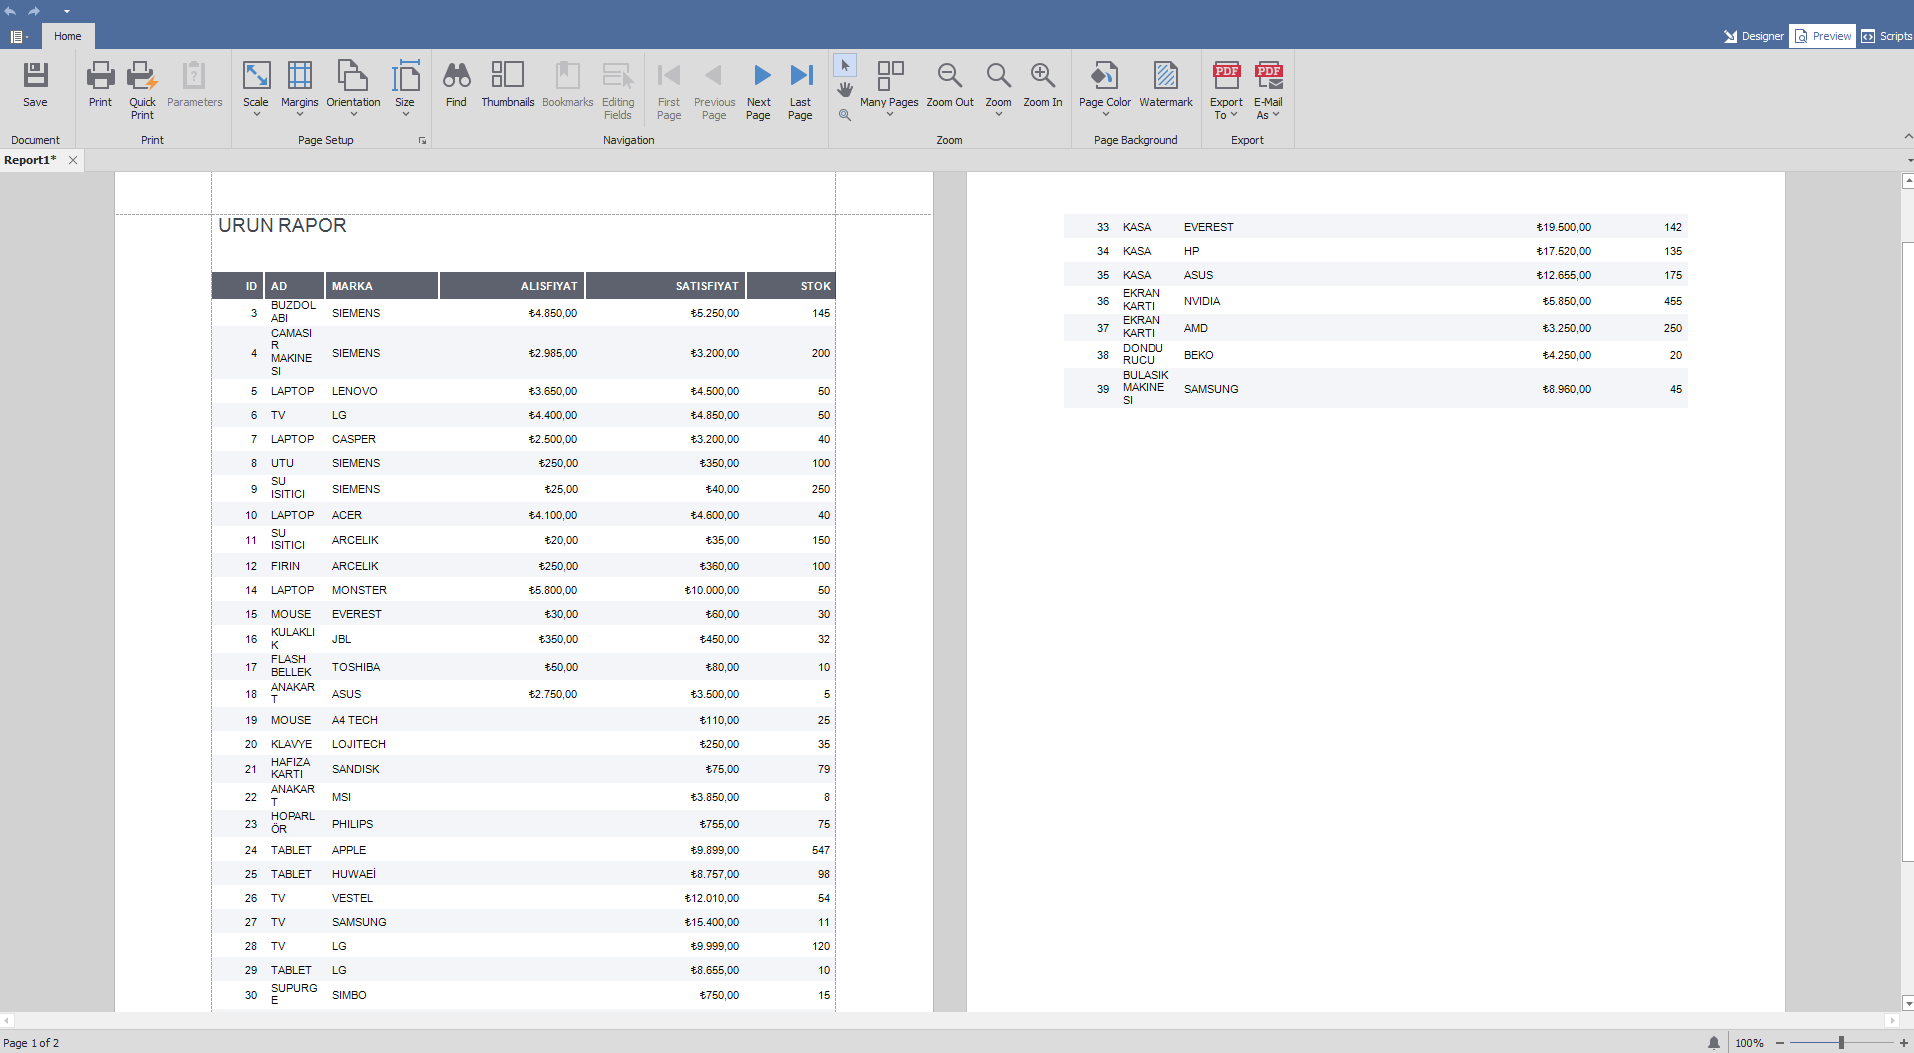 Home
Designer
Preview
Scripts
Save
Print
Quick Print
Parameters
Scale
Margins
Orientation
Size
Find
Thumbnails
Bookmarks
Editing Fields
First Page
Previous Page
Next Page
Last Page
Many Pages
Zoom Out
Zoom
Zoom In
Page Color
Watermark
PDF
Export To
PDF
E-Mail As
Document
Print
Page Setup
Navigation
Zoom
Page Background
Export
Report1*
URUN RAPOR
ID AD MARKA ALISFIYAT SATISFIYAT STOK
3 BUZDOLABI SIEMENS ₺4.850,00 ₺5.250,00 145
4 CAMASIR MAKINESI SIEMENS ₺2.985,00 ₺3.200,00 200
5 LAPTOP LENOVO ₺3.650,00 ₺4.500,00 50
6 TV LG ₺4.400,00 ₺4.850,00 50
7 LAPTOP CASPER ₺2.500,00 ₺3.200,00 40
8 UTU SIEMENS ₺250,00 ₺350,00 100
9 SU ISITICI SIEMENS ₺25,00 ₺40,00 250
10 LAPTOP ACER ₺4.100,00 ₺4.600,00 40
11 SU ISITICI ARCELIK ₺20,00 ₺35,00 150
12 FIRIN ARCELIK ₺250,00 ₺360,00 100
14 LAPTOP MONSTER ₺5.800,00 ₺10.000,00 50
15 MOUSE EVEREST ₺30,00 ₺60,00 30
16 KULAKLIK JBL ₺350,00 ₺450,00 32
17 FLASH BELLEK TOSHIBA ₺50,00 ₺80,00 10
18 ANAKART ASUS ₺2.750,00 ₺3.500,00 5
19 MOUSE A4 TECH ₺110,00 25
20 KLAVYE LOJITECH ₺250,00 35
21 HAFIZA KARTI SANDISK ₺75,00 79
22 ANAKART MSI ₺3.850,00 8
23 HOPARLÖR PHILIPS ₺755,00 75
24 TABLET APPLE ₺9.899,00 547
25 TABLET HUWAEİ ₺8.757,00 98
26 TV VESTEL ₺12.010,00 54
27 TV SAMSUNG ₺15.400,00 11
28 TV LG ₺9.999,00 120
29 TABLET LG ₺8.655,00 10
30 SUPURGE SIMBO ₺750,00 15
33 KASA EVEREST ₺19.500,00 142
34 KASA HP ₺17.520,00 135
35 KASA ASUS ₺12.655,00 175
36 EKRAN KARTI NVIDIA ₺5.850,00 455
37 EKRAN KARTI AMD ₺3.250,00 250
38 DONDURUCU BEKO ₺4.250,00 20
39 BULASIK MAKINESI SAMSUNG ₺8.960,00 45
Page 1 of 2
100%